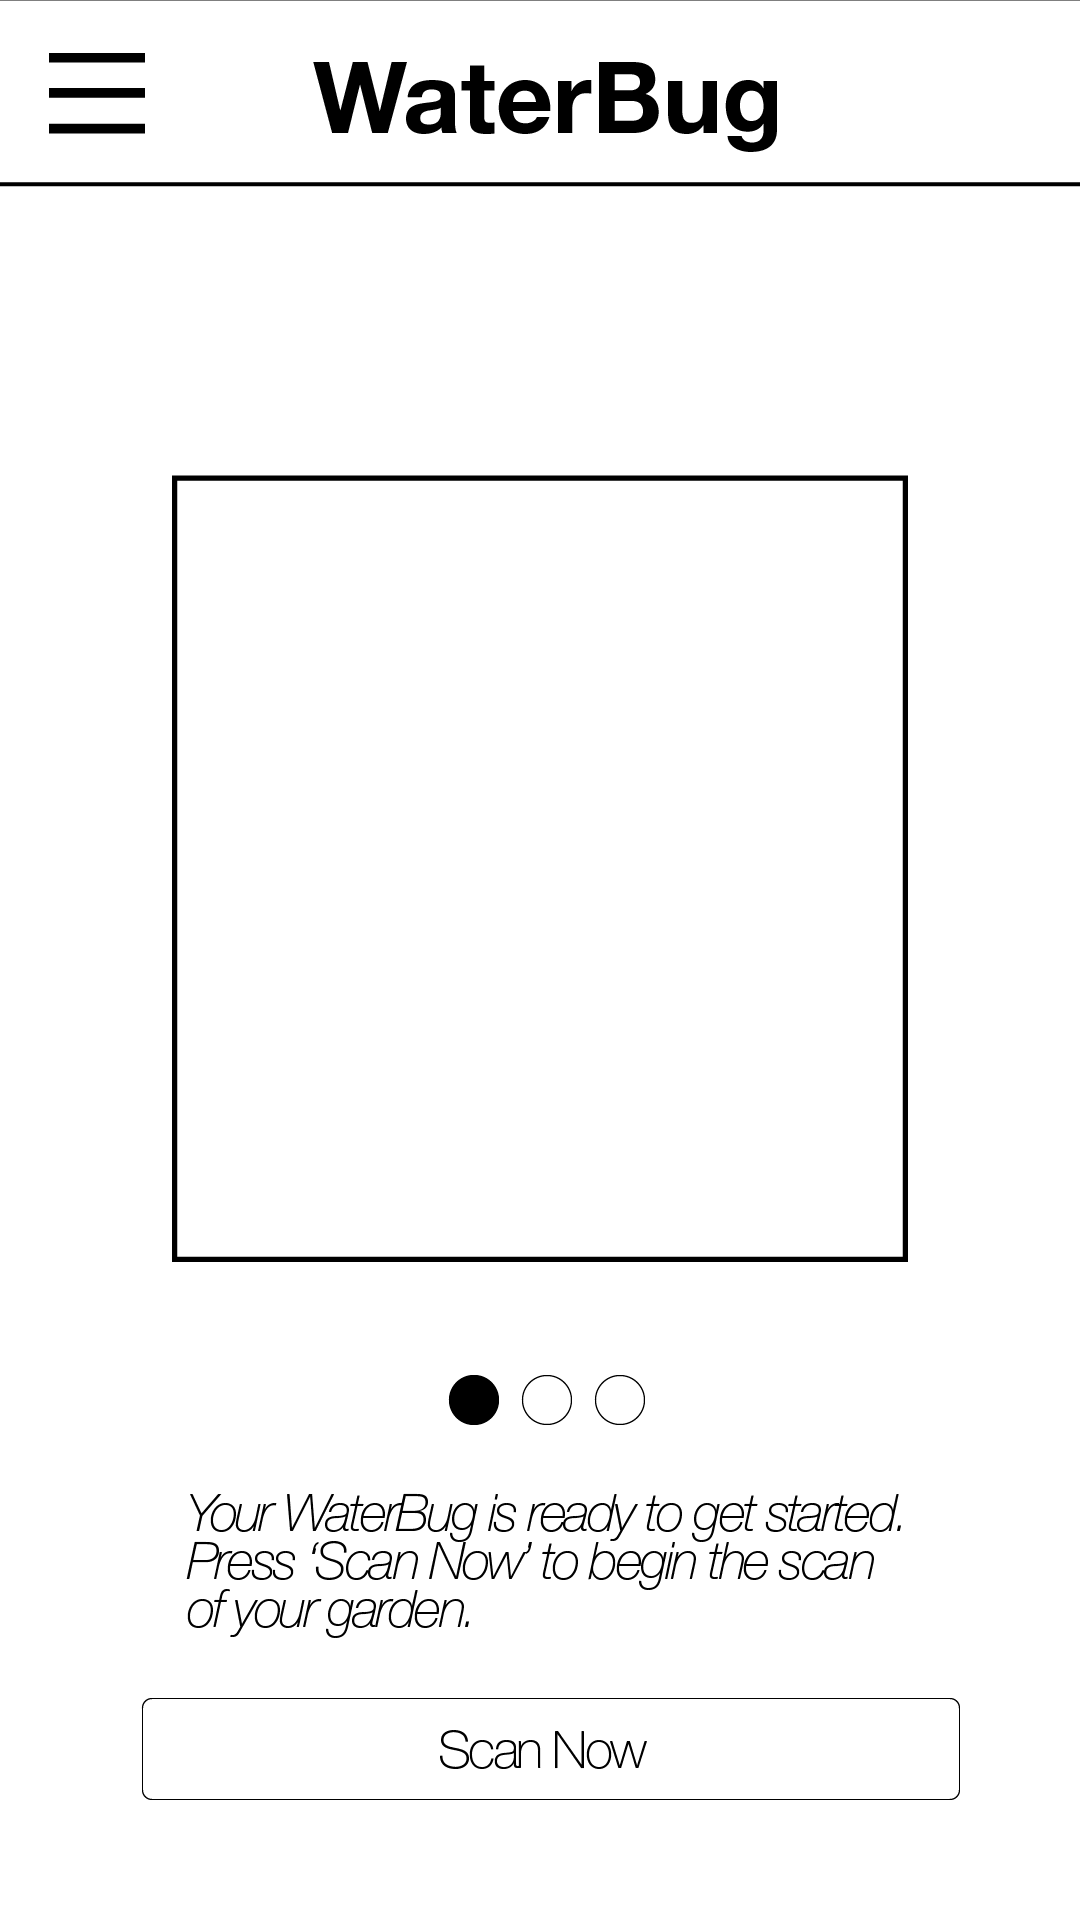 WaterBug
Your WaterBug is ready to get started.
Press ‘Scan Now’ to begin the scan
of your garden.
Scan Now